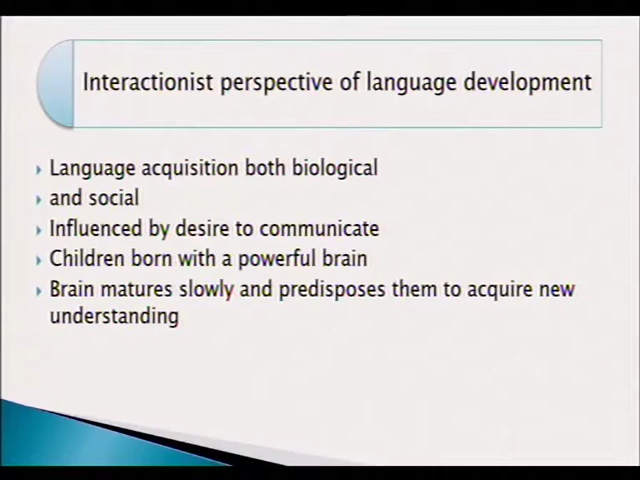 Interactionist perspective of language development
Language acquisition both biological
and social
Influenced by desire to communicate
Children born with a powerful brain
Brain matures slowly and predisposes them to acquire new
understanding